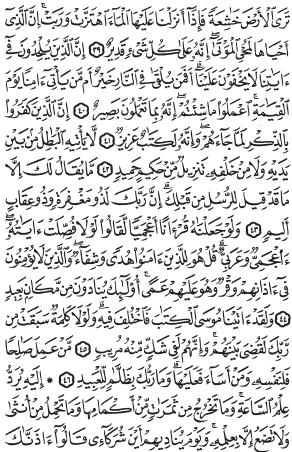 تَرَى ٱلْأَرْضَ خَٰشِعَةً فَإِذَآ أَنزَلْنَا عَلَيْهَا ٱلْمَآءَ ٱهْتَزَّتْ وَرَبَتْ إِنَّ ٱلَّذِىٓ
أَحْيَاهَا لَمُحْىِ ٱلْمَوْتَىٰٓ إِنَّهُۥ عَلَىٰ كُلِّ شَىْءٍ قَدِيرٌ ٣٩ إِنَّ ٱلَّذِينَ يُلْحِدُونَ فِىٓ
ءَايَٰتِنَا لَا يَخْفَوْنَ عَلَيْنَآ أَفَمَن يُلْقَىٰ فِى ٱلنَّارِ خَيْرٌ أَم مَّن يَأْتِىٓ ءَامِنًا يَوْمَ
ٱلْقِيَٰمَةِ ٱعْمَلُوا۟ مَا شِئْتُمْ إِنَّهُۥ بِمَا تَعْمَلُونَ بَصِيرٌ ٤٠ إِنَّ ٱلَّذِينَ كَفَرُوا۟
بِٱلذِّكْرِ لَمَّا جَآءَهُمْ وَإِنَّهُۥ لَكِتَٰبٌ عَزِيزٌ ٤١ لَّا يَأْتِيهِ ٱلْبَٰطِلُ مِنۢ بَيْنِ
يَدَيْهِ وَلَا مِنْ خَلْفِهِۦ تَنزِيلٌ مِّنْ حَكِيمٍ حَمِيدٍ ٤٢ مَّا يُقَالُ لَكَ إِلَّا
مَا قَدْ قِيلَ لِلرُّسُلِ مِن قَبْلِكَ إِنَّ رَبَّكَ لَذُو مَغْفِرَةٍ وَذُو عِقَابٍ
أَلِيمٍ ٤٣ وَلَوْ جَعَلْنَٰهُ قُرْءَانًا أَعْجَمِيًّا لَّقَالُوا۟ لَوْلَا فُصِّلَتْ ءَايَٰتُهُۥٓ
ءَا۬عْجَمِىٌّ وَعَرَبِىٌّ قُلْ هُوَ لِلَّذِينَ ءَامَنُوا۟ هُدًى وَشِفَآءٌ وَٱلَّذِينَ لَا يُؤْمِنُونَ
فِىٓ ءَاذَانِهِمْ وَقْرٌ وَهُوَ عَلَيْهِمْ عَمًى أُو۟لَٰٓئِكَ يُنَادَوْنَ مِن مَّكَانٍۭ بَعِيدٍ
٤٤ وَلَقَدْ ءَاتَيْنَا مُوسَى ٱلْكِتَٰبَ فَٱخْتُلِفَ فِيهِ وَلَوْلَا كَلِمَةٌ سَبَقَتْ مِن
رَّبِّكَ لَقُضِىَ بَيْنَهُمْ وَإِنَّهُمْ لَفِى شَكٍّ مِّنْهُ مُرِيبٍ ٤٥ مَّنْ عَمِلَ صَٰلِحًا
فَلِنَفْسِهِۦ وَمَنْ أَسَآءَ فَعَلَيْهَا وَمَا رَبُّكَ بِظَلَّٰمٍ لِّلْعَبِيدِ ٤٦ ۞ إِلَيْهِ يُرَدُّ
عِلْمُ ٱلسَّاعَةِ وَمَا تَخْرُجُ مِن ثَمَرَٰتٍ مِّنْ أَكْمَامِهَا وَمَا تَحْمِلُ مِنْ أُنثَىٰ
وَلَا تَضَعُ إِلَّا بِعِلْمِهِۦ وَيَوْمَ يُنَادِيهِمْ أَيْنَ شُرَكَآءِى قَالُوٓا۟ ءَاذَنَّٰكَ